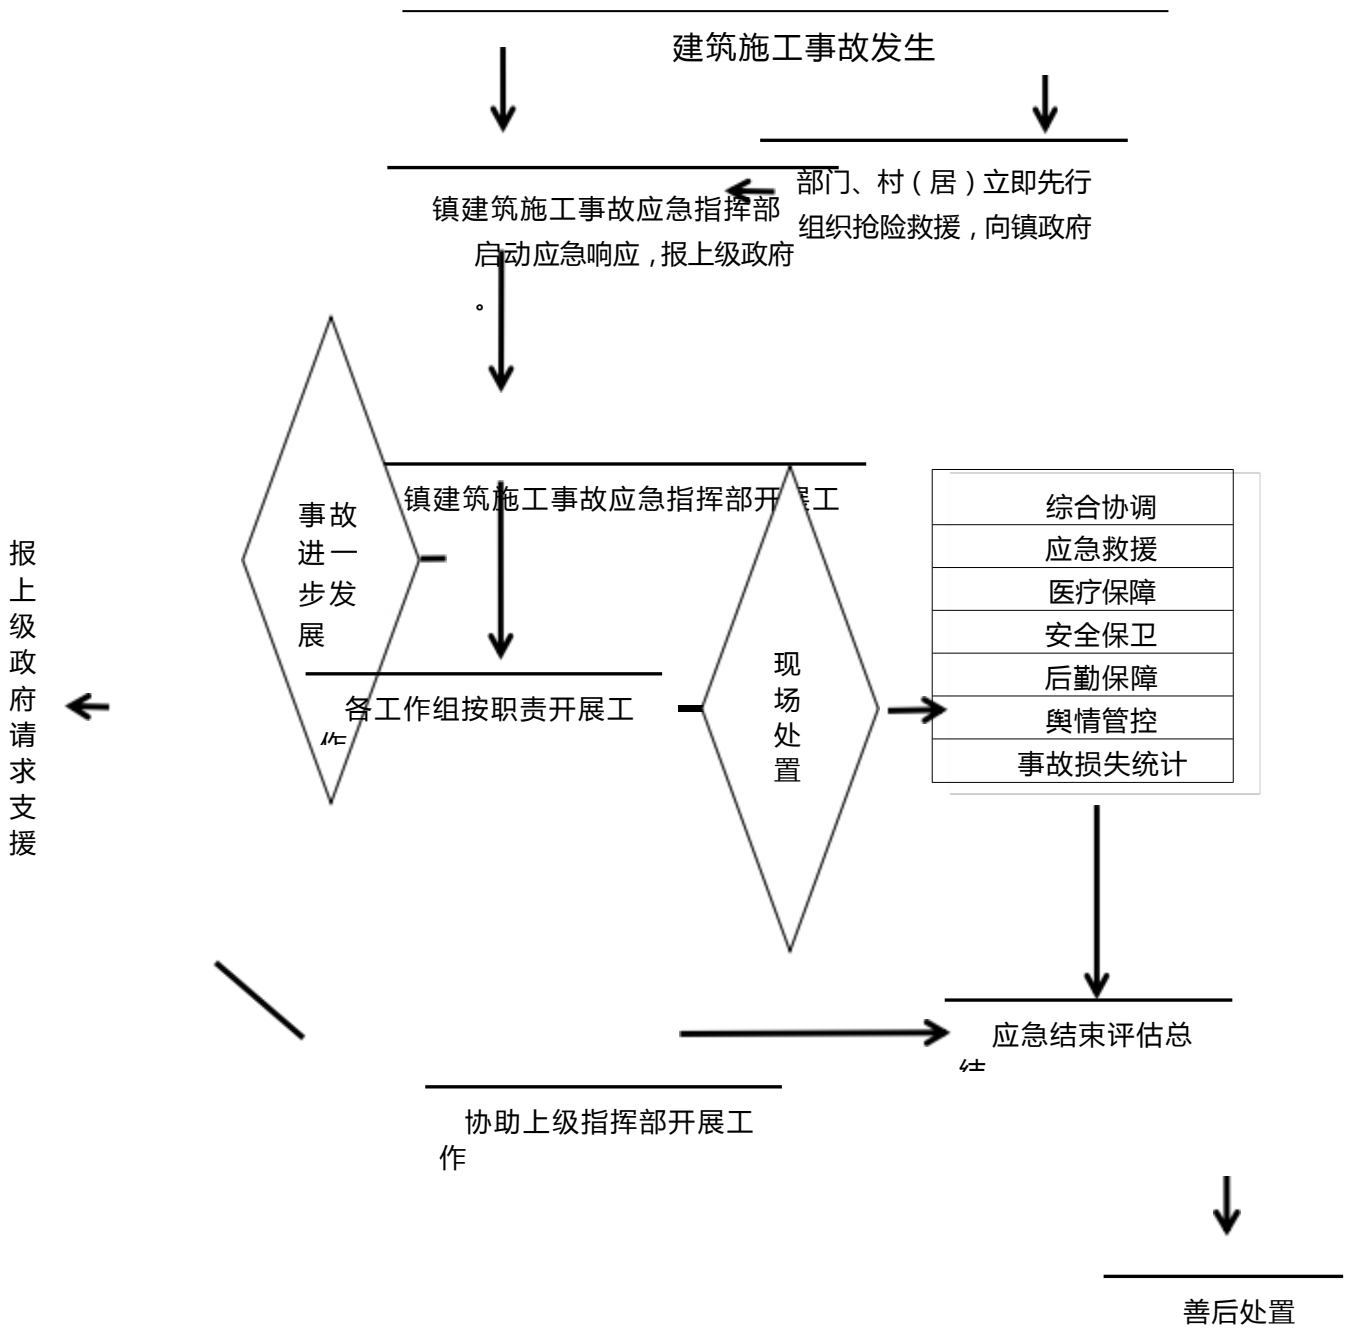 建筑施工事故发生
部门、村（居）立即先行
组织抢险救援，向镇政府
镇建筑施工事故应急指挥部
启动应急响应，报上级政府
。
镇建筑施工事故应急指挥部开展工
事故
进一
步发
展
报
上
级
政
府
请
求
支
援
各工作组按职责开展工
作
现
场
处
置
综合协调
应急救援
医疗保障
安全保卫
后勤保障
舆情管控
事故损失统计
应急结束评估总
结
协助上级指挥部开展工
作
善后处置